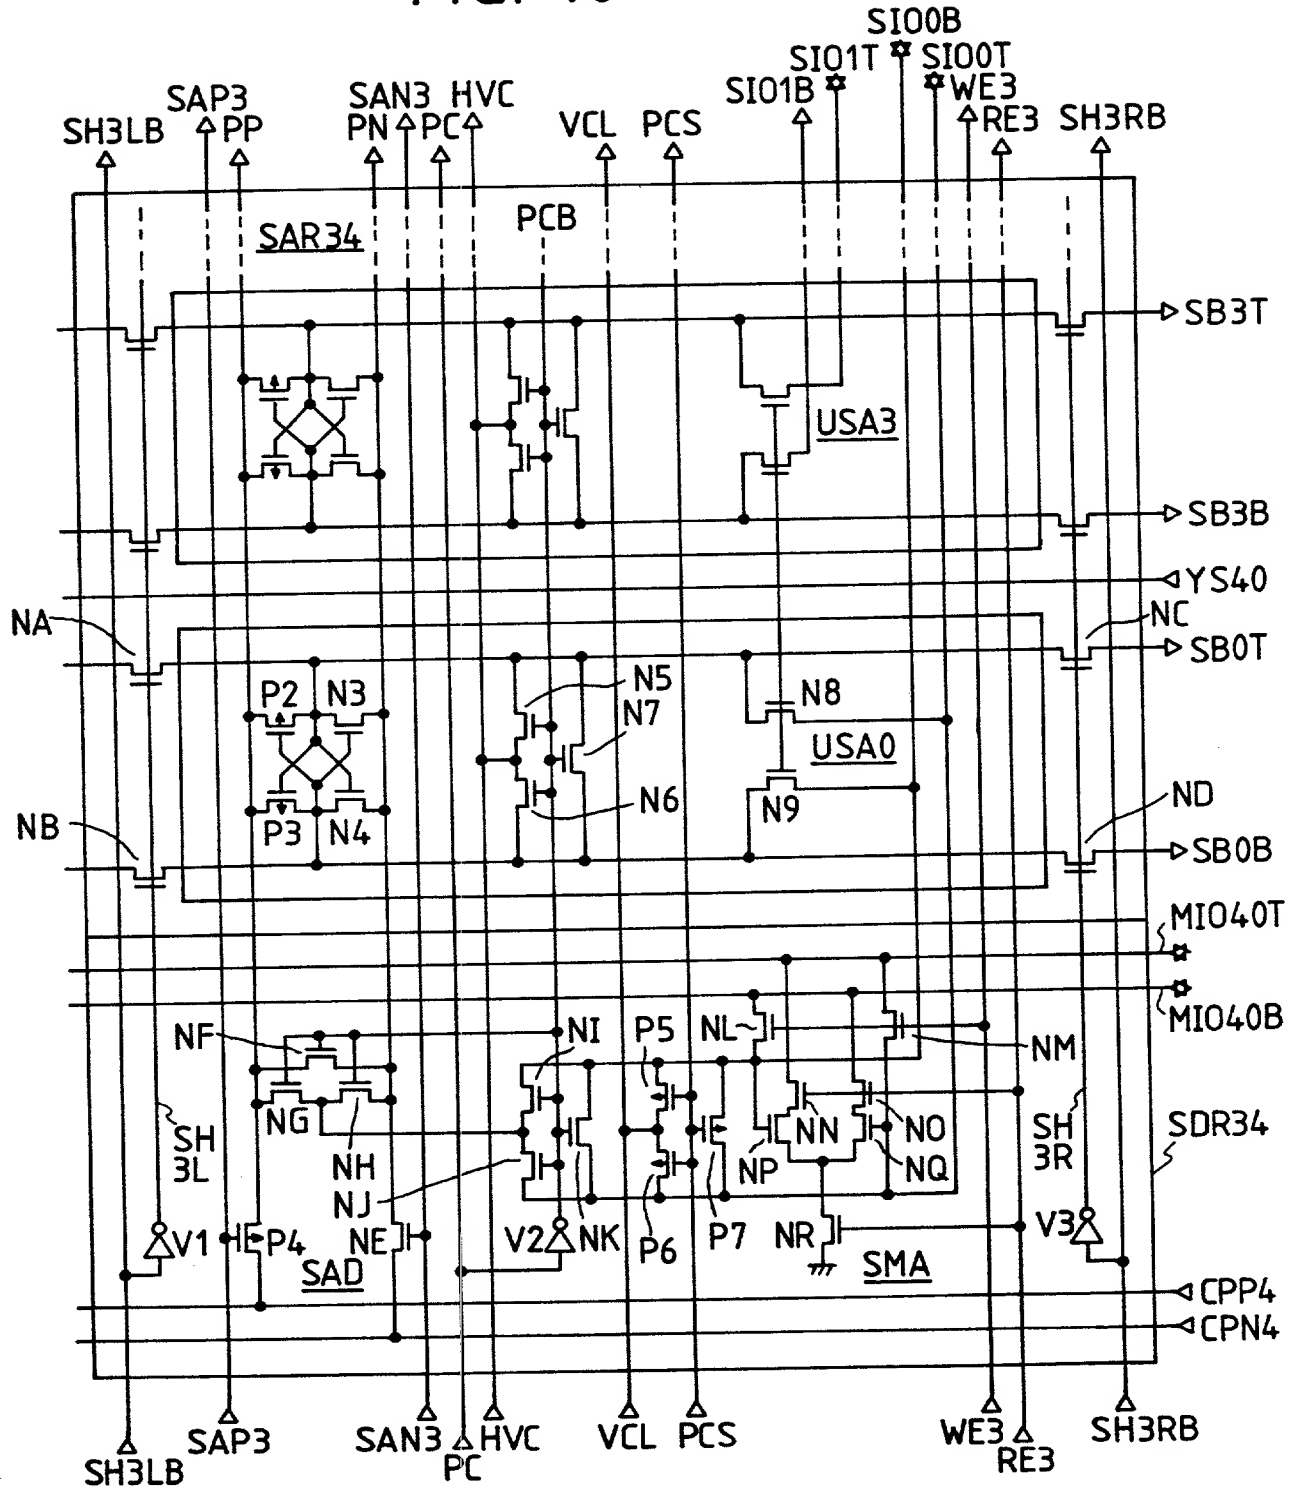 SIO0B
SIO1T SIO0T
SAP3 SAN3 HVC SIO1B WE3
SH3LB PP PN PC VCL PCS RE3 SH3RB
SAR34 PCB
SB3T
USA3
SB3B
YS40
NA NC
SB0T
P2 N3 N5 N8
N7
USA0
N6 N9 ND
NB P3 N4
SB0B
MIO40T
MIO40B
NF NI P5 NL NM
NG NN NO SH
3R SDR34
SH
3L NH NP NQ
NJ
V1 P4 NE V2 NK P6 P7 NR V3
SAD SMA
CPP4
CPN4
SAP3 SAN3 HVC VCL PCS WE3 SH3RB
SH3LB PC RE3